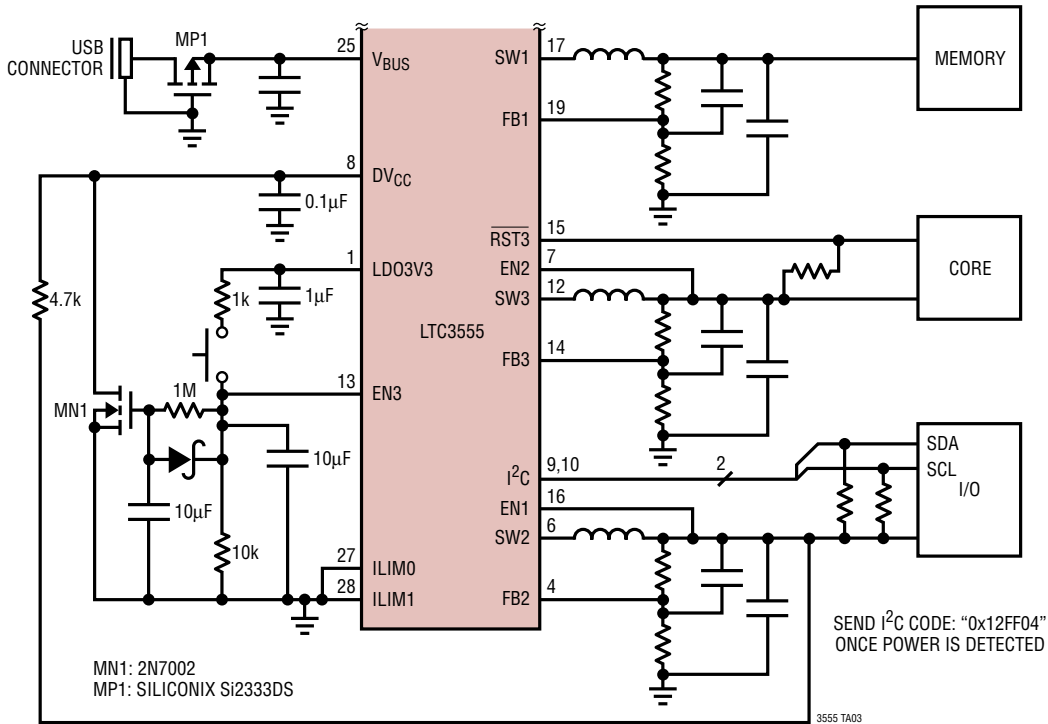 USB
CONNECTOR
MP1
25
VBUS
8
DVCC
0.1µF
1
LDO3V3
1k
1µF
4.7k
13
EN3
1M
MN1
10µF
10µF
10k
27
ILIM0
28
ILIM1
LTC3555
SW1
17
FB1
19
MEMORY
RST3
15
EN2
7
SW3
12
FB3
14
CORE
I2C
9,10
2
EN1
16
SW2
6
FB2
4
SDA
SCL
I/O
SEND I2C CODE: “0x12FF04”
ONCE POWER IS DETECTED
MN1: 2N7002
MP1: SILICONIX Si2333DS
3555 TA03